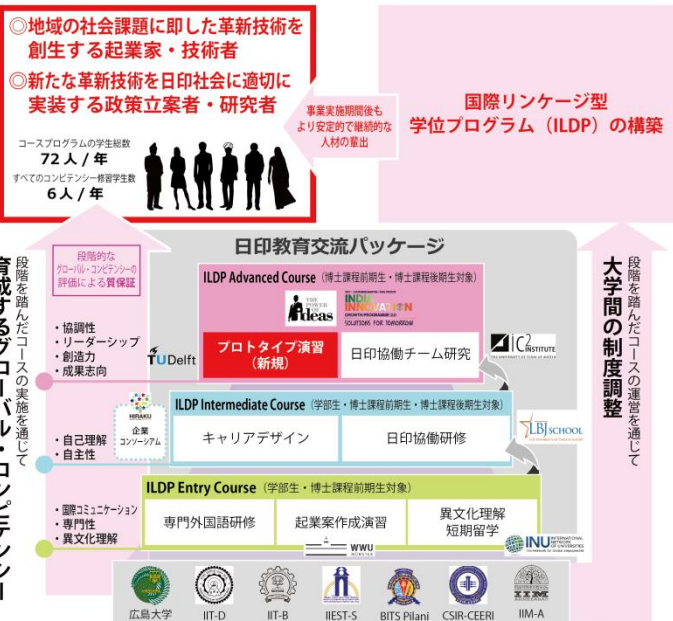 ◎地域の社会課題に即した革新技術を
創生する起業家・技術者
◎新たな革新技術を日印社会に適切に
実装する政策立案者・研究者
コースプログラムの学生総数
72人 / 年
すべてのコンピテンシー修習学生数
6人 / 年
事業実施期間後も
より安定的で継続的な
人材の輩出
国際リンケージ型
学位プログラム（ILDP）の構築
日印教育交流パッケージ
段階的な
グローバル・コンピテンシーの
評価による質保証
段階を踏んだコースの実施を通じて
育成するグローバル・コンピテンシー
段階を踏んだコースの運営を通じて
大学間の制度調整
ILDP Advanced Course（博士課程前期生・博士課程後期生対象）
THE
POWER
OF
ideas
INDIA
INNOVATION
GROWTH PROGRAMME
SOLUTIONS FOR TOMORROW
・協調性
・リーダーシップ
・創造力
・成果志向
TU Delft
プロトタイプ演習
（新規）
日印協働チーム研究
IC² INSTITUTE
ILDP Intermediate Course（学部生・博士課程前期生・博士課程後期生対象）
HIRAKU
企業
コンソーシアム
・自己理解
・自主性
キャリアデザイン
日印協働研修
LBJ SCHOOL
ILDP Entry Course（学部生・博士課程前期生対象）
・国際コミュニケーション
・専門性
・異文化理解
専門外国語研修
起業案作成演習
異文化理解
短期留学
WWU
MÜNSTER
INU INTERNATIONAL
NETWORK
OF UNIVERSITIES
広島大学
IIT-D
IIT-B
IIEST-S
BITS Pilani
CSIR-CEERI
IIM-A